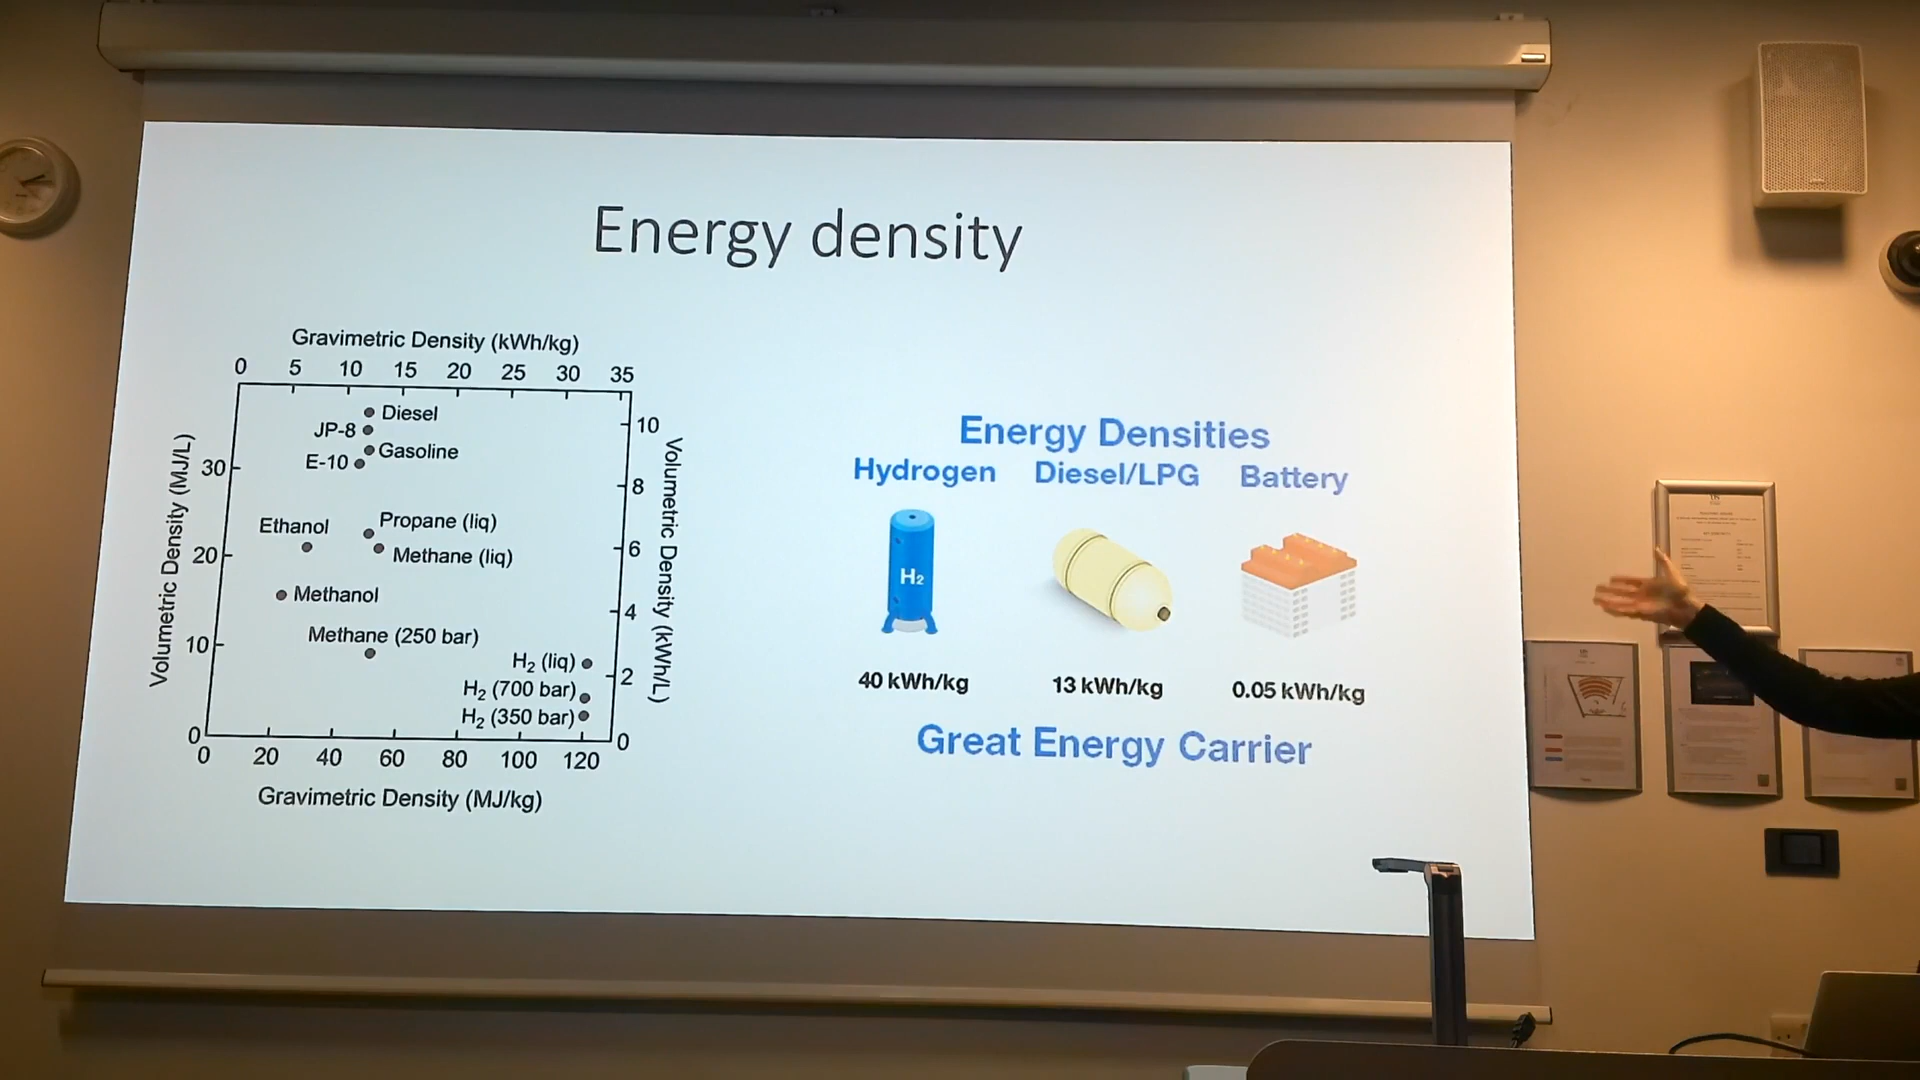 Energy density
Gravimetric Density (kWh/kg)
0 5 10 15 20 25 30 35
Diesel
JP-8
Gasoline
E-10
Ethanol
Propane (liq)
Methane (liq)
Methanol
Methane (250 bar)
H₂ (liq)
H₂ (700 bar)
H₂ (350 bar)
Volumetric Density (MJ/L)
30
20
10
0
10
8
6
4
2
0
Volumetric Density (kWh/L)
0 20 40 60 80 100 120
Gravimetric Density (MJ/kg)
Energy Densities
Hydrogen Diesel/LPG Battery
H₂
40 kWh/kg 13 kWh/kg 0.05 kWh/kg
Great Energy Carrier